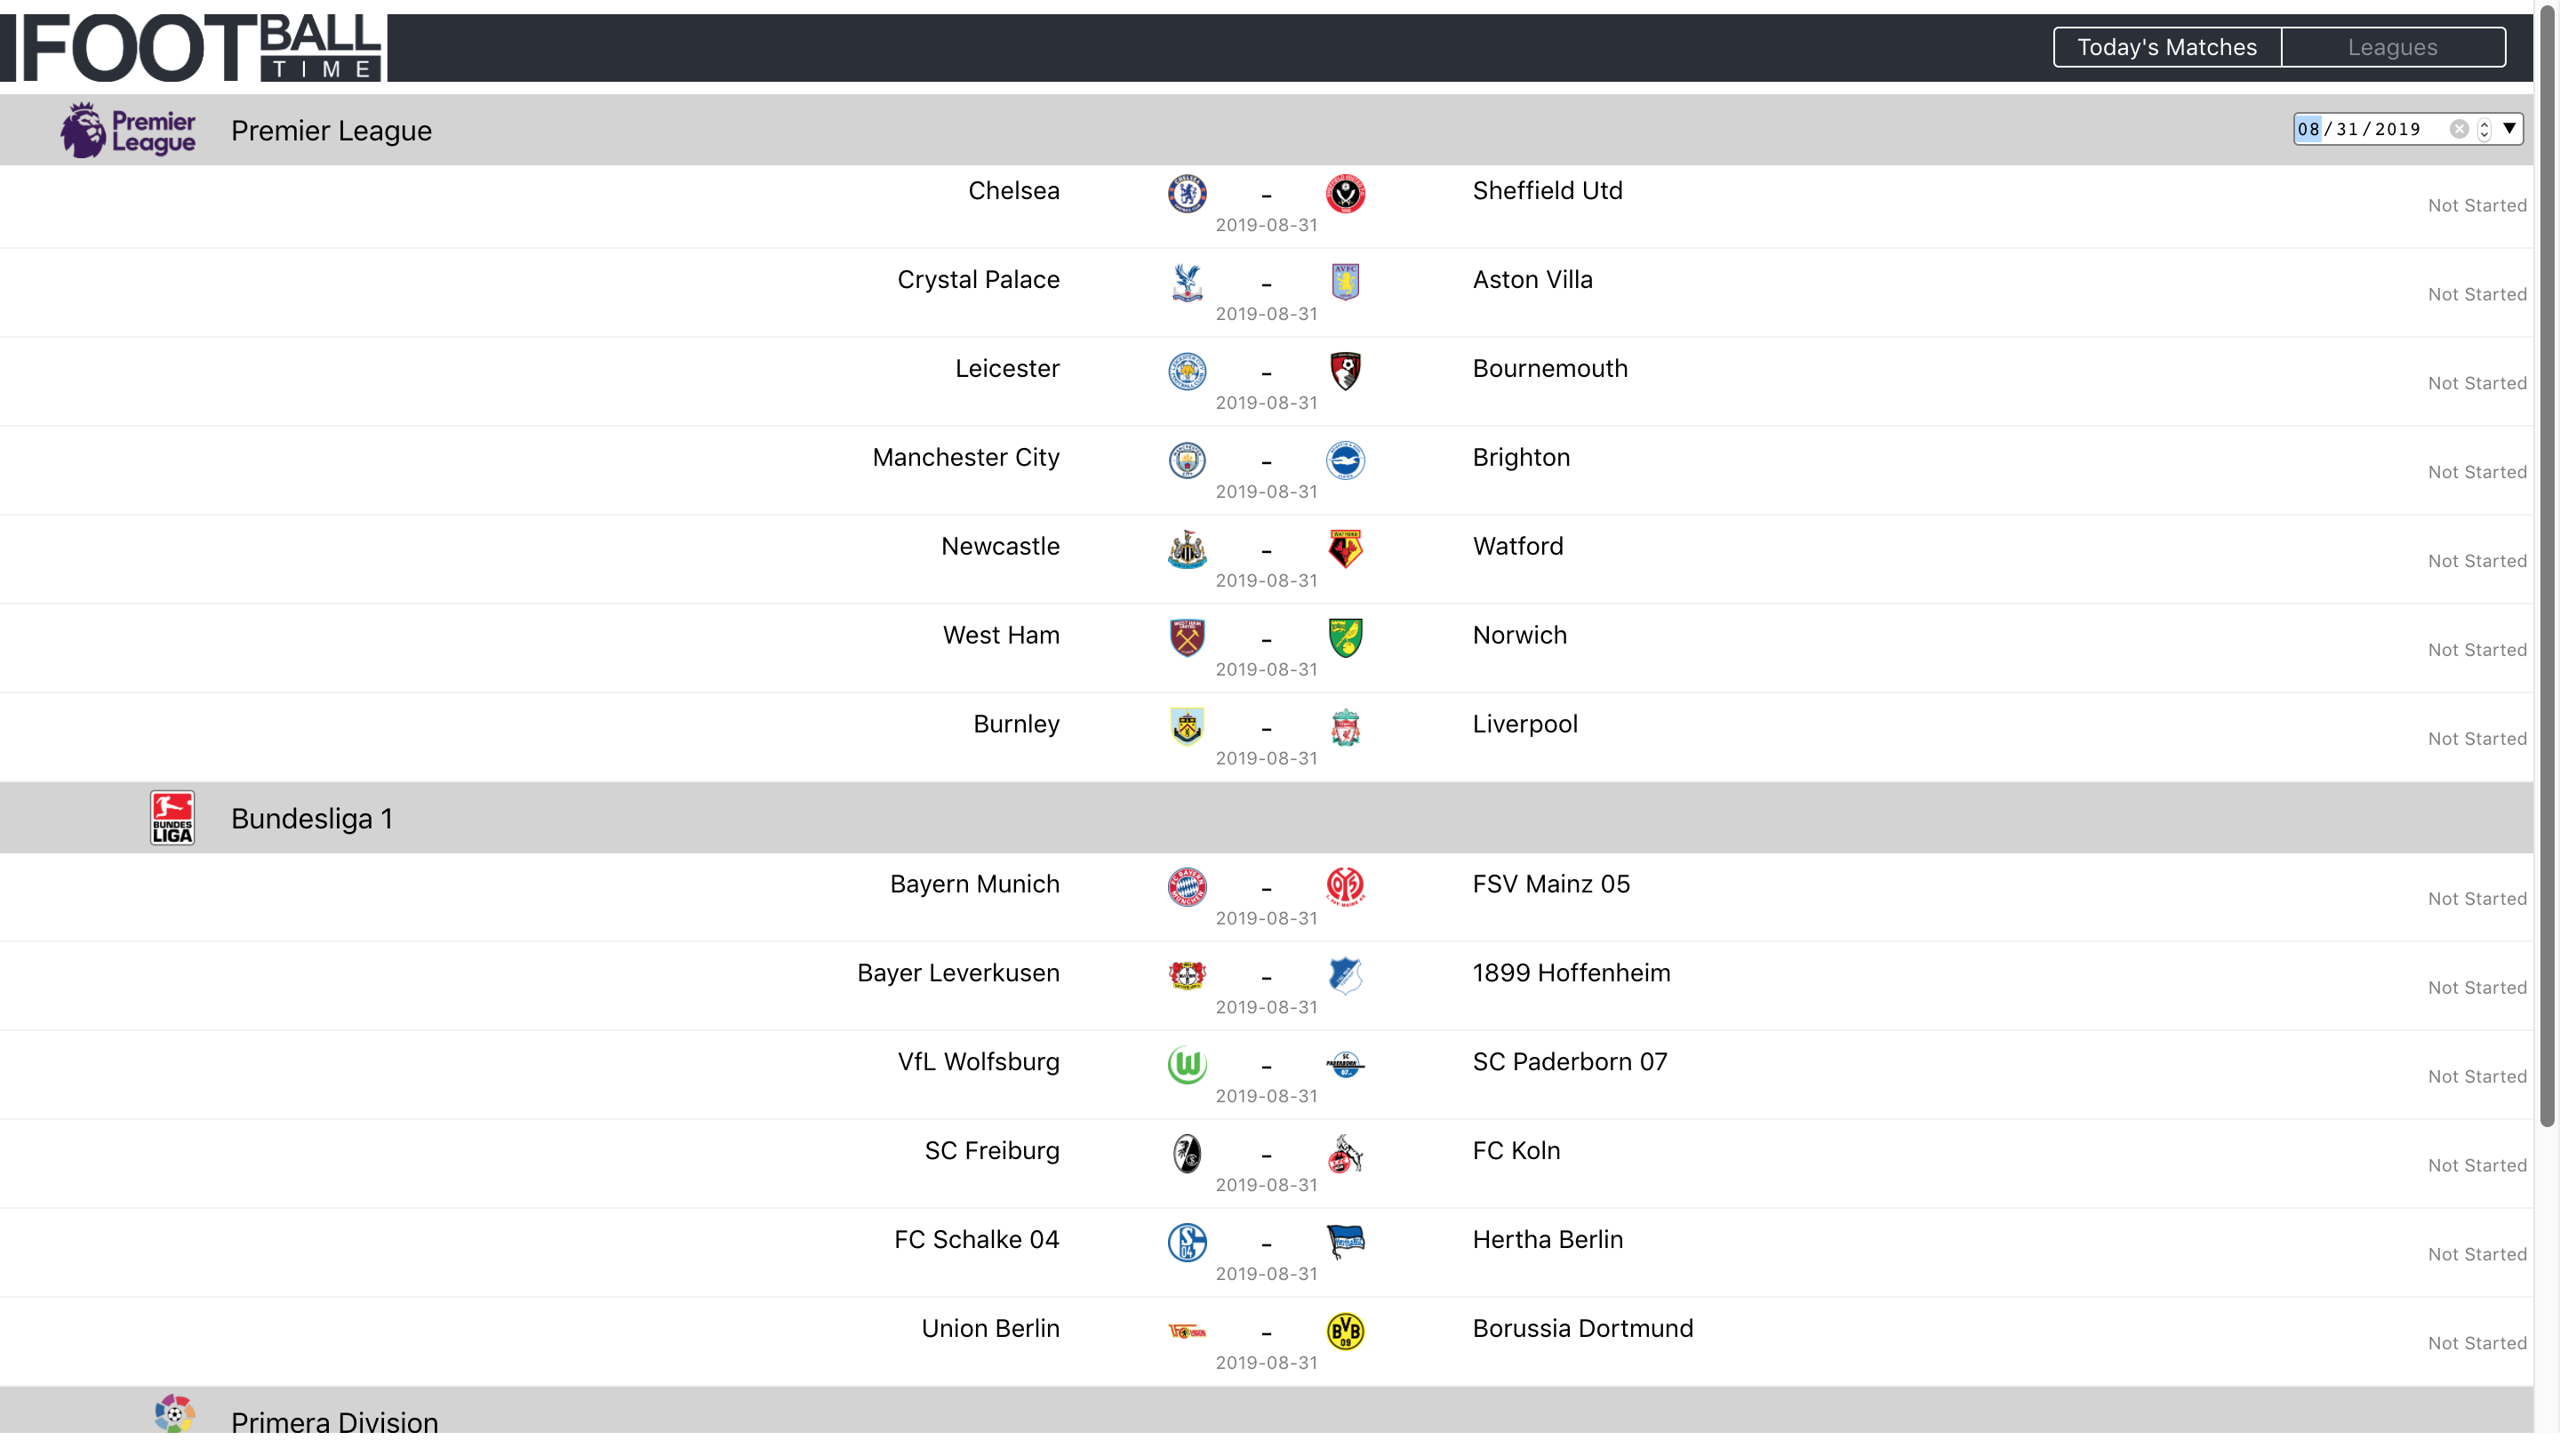 FOOTBALL TIME
Today's Matches Leagues
Premier League Premier League 08/31/2019
Chelsea - Sheffield Utd
2019-08-31 Not Started
Crystal Palace - Aston Villa
2019-08-31 Not Started
Leicester - Bournemouth
2019-08-31 Not Started
Manchester City - Brighton
2019-08-31 Not Started
Newcastle - Watford
2019-08-31 Not Started
West Ham - Norwich
2019-08-31 Not Started
Burnley - Liverpool
2019-08-31 Not Started
BUNDES LIGA Bundesliga 1
Bayern Munich - FSV Mainz 05
2019-08-31 Not Started
Bayer Leverkusen - 1899 Hoffenheim
2019-08-31 Not Started
VfL Wolfsburg - SC Paderborn 07
2019-08-31 Not Started
SC Freiburg - FC Koln
2019-08-31 Not Started
FC Schalke 04 - Hertha Berlin
2019-08-31 Not Started
Union Berlin - Borussia Dortmund
2019-08-31 Not Started
Primera Division